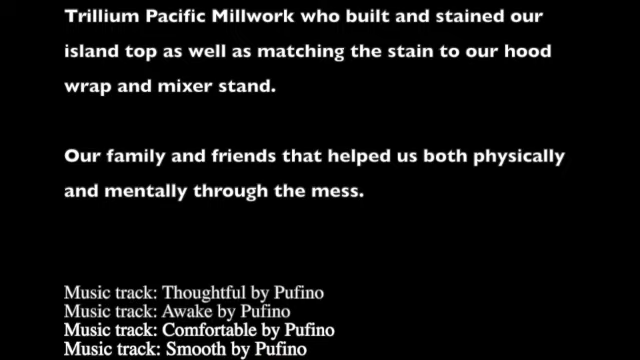 Trillium Pacific Millwork who built and stained our
island top as well as matching the stain to our hood
wrap and mixer stand.
Our family and friends that helped us both physically
and mentally through the mess.
Music track: Thoughtful by Pufino
Music track: Awake by Pufino
Music track: Comfortable by Pufino
Music track: Smooth by Pufino